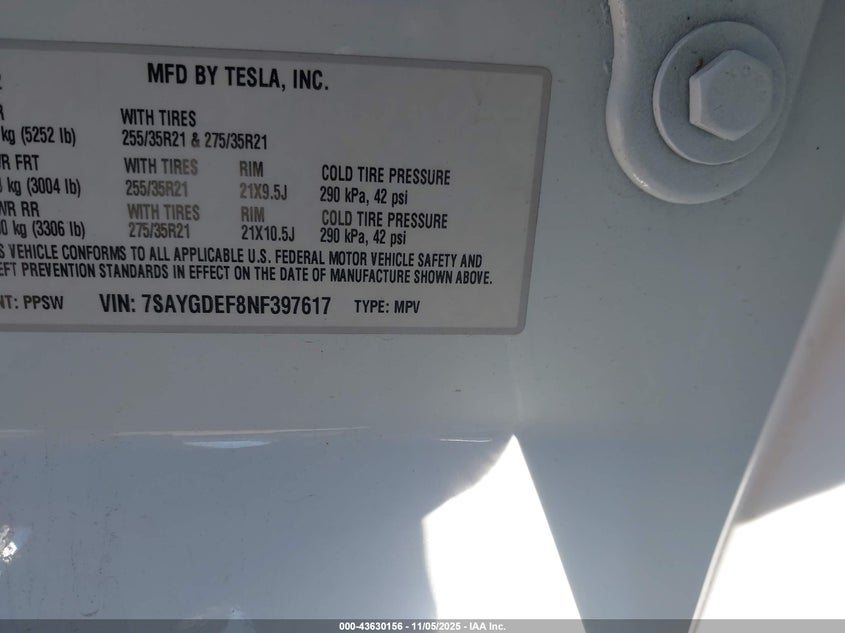 MFD BY TESLA, INC.
WITH TIRES
kg (5252 lb) 255/35R21 & 275/35R21
FRT WITH TIRES RIM COLD TIRE PRESSURE
kg (3004 lb) 255/35R21 21X9.5J 290 kPa, 42 psi
RR WITH TIRES RIM COLD TIRE PRESSURE
kg (3306 lb) 275/35R21 21X10.5J 290 kPa, 42 psi
VEHICLE CONFORMS TO ALL APPLICABLE U.S. FEDERAL MOTOR VEHICLE SAFETY AND
PREVENTION STANDARDS IN EFFECT ON THE DATE OF MANUFACTURE SHOWN ABOVE.
PPSW VIN: 7SAYGDEF8NF397617 TYPE: MPV
000-43630156 - 11/05/2025 - IAA Inc.